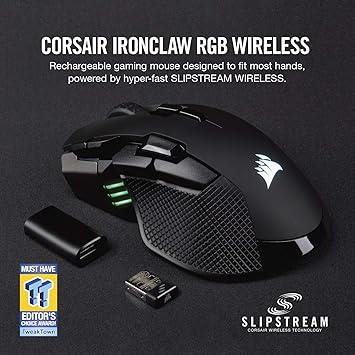 CORSAIR IRONCLAW RGB WIRELESS
Rechargeable gaming mouse designed to fit most hands,
powered by hyper-fast SLIPSTREAM WIRELESS.
MUST HAVE
TT
EDITOR'S
CHOICE AWARD!
TweakTown
SLIPSTREAM
CORSAIR WIRELESS TECHNOLOGY